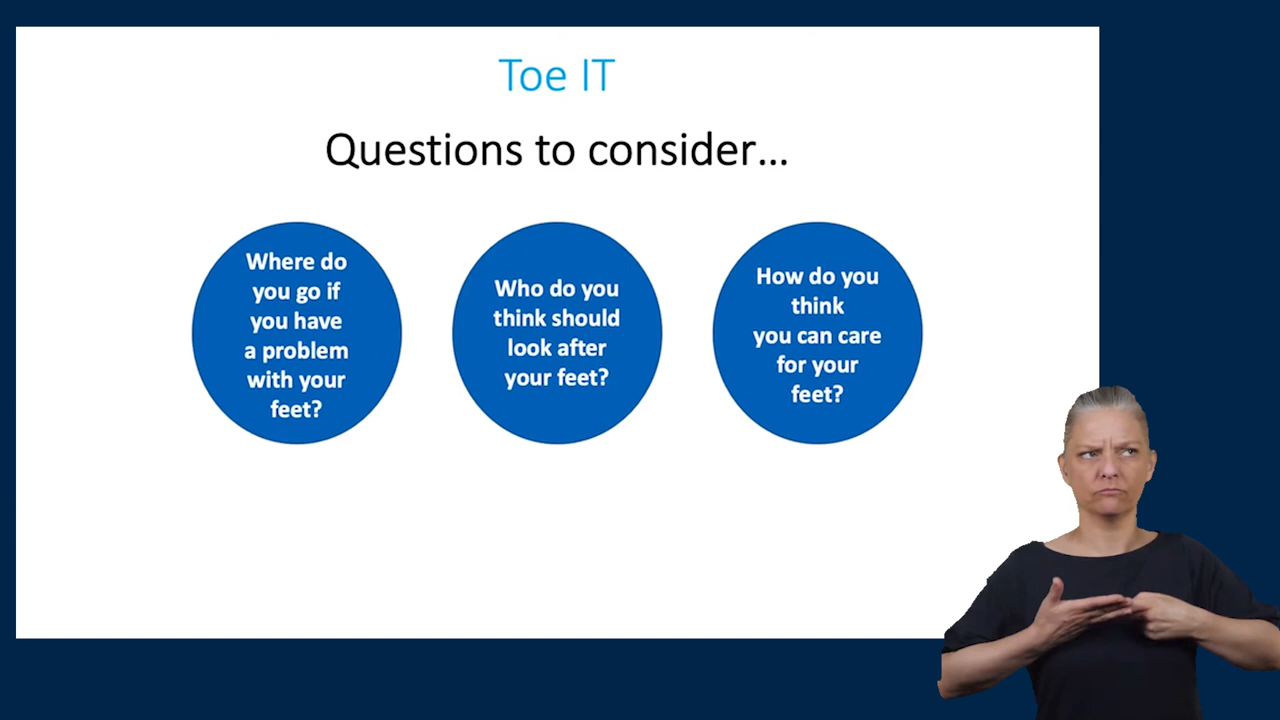 Toe IT
Questions to consider...
Where do
you go if
you have
a problem
with your
feet?
Who do you
think should
look after
your feet?
How do you
think
you can care
for your
feet?